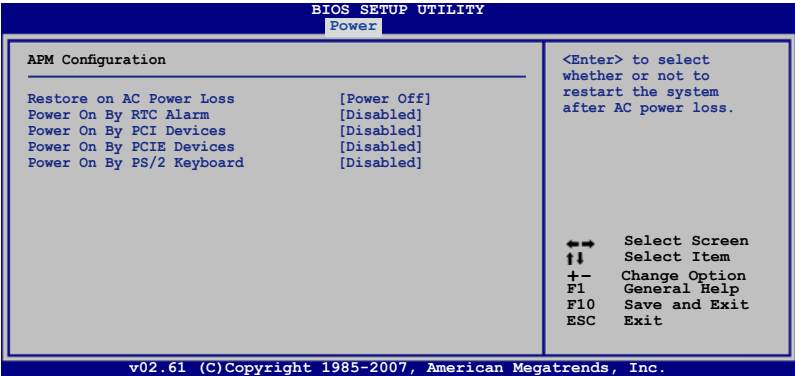 BIOS SETUP UTILITY
Power
APM Configuration
Restore on AC Power Loss [Power Off]
Power On By RTC Alarm [Disabled]
Power On By PCI Devices [Disabled]
Power On By PCIE Devices [Disabled]
Power On By PS/2 Keyboard [Disabled]
<Enter> to select
whether or not to
restart the system
after AC power loss.
←→ Select Screen
↑↓ Select Item
+- Change Option
F1 General Help
F10 Save and Exit
ESC Exit
v02.61 (C)Copyright 1985-2007, American Megatrends, Inc.